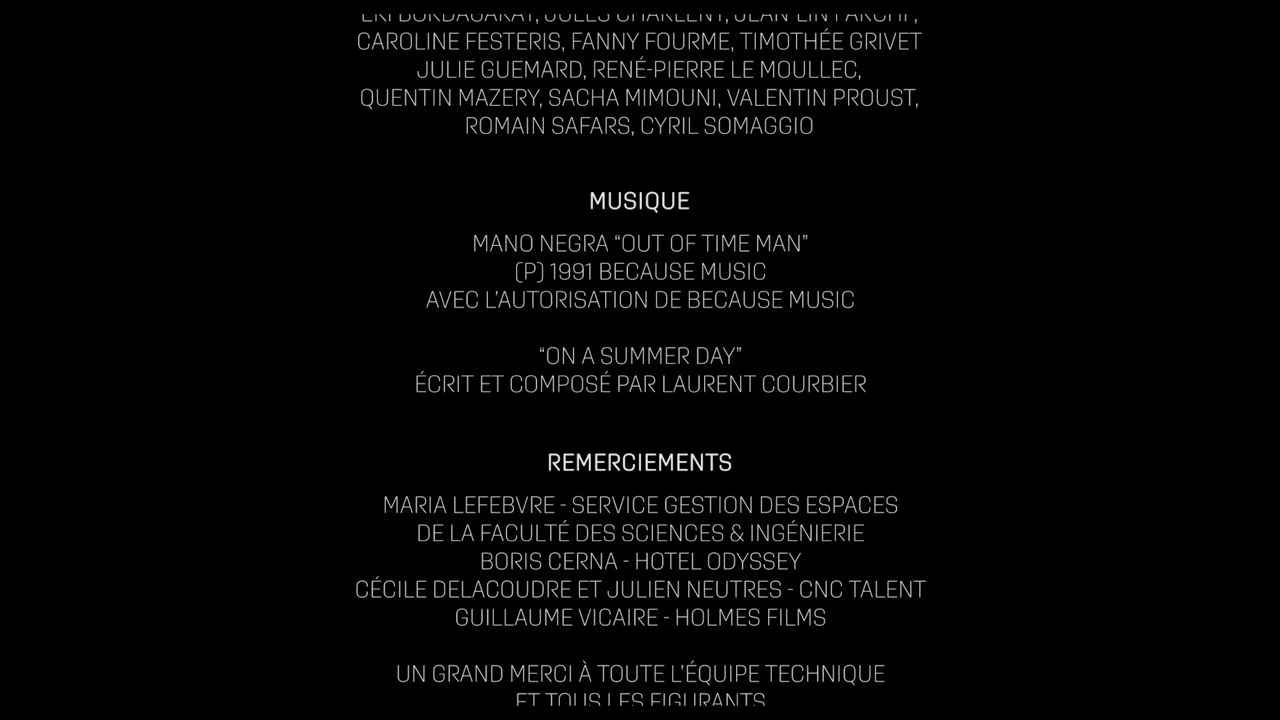 CAROLINE FESTERIS, FANNY FOURME, TIMOTHÉE GRIVET
JULIE GUEMARD, RENÉ-PIERRE LE MOULLEC,
QUENTIN MAZERY, SACHA MIMOUNI, VALENTIN PROUST,
ROMAIN SAFARS, CYRIL SOMAGGIO
MUSIQUE
MANO NEGRA “OUT OF TIME MAN”
(P) 1991 BECAUSE MUSIC
AVEC L’AUTORISATION DE BECAUSE MUSIC
“ON A SUMMER DAY”
ÉCRIT ET COMPOSÉ PAR LAURENT COURBIER
REMERCIEMENTS
MARIA LEFEBVRE - SERVICE GESTION DES ESPACES
DE LA FACULTÉ DES SCIENCES & INGÉNIERIE
BORIS CERNA - HOTEL ODYSSEY
CÉCILE DELACOUDRE ET JULIEN NEUTRES - CNC TALENT
GUILLAUME VICAIRE - HOLMES FILMS
UN GRAND MERCI À TOUTE L’ÉQUIPE TECHNIQUE
ET TOUS LES FIGURANTS